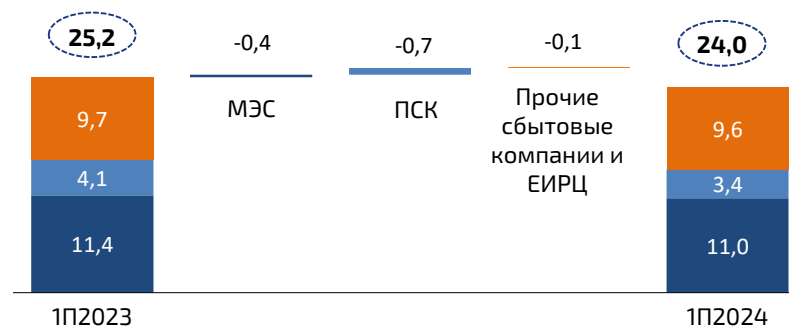 25,2
-0,4
-0,7
-0,1
24,0
9,7
4,1
11,4
МЭС
ПСК
Прочие
сбытовые
компании и
ЕИРЦ
9,6
3,4
11,0
1П2023
1П2024